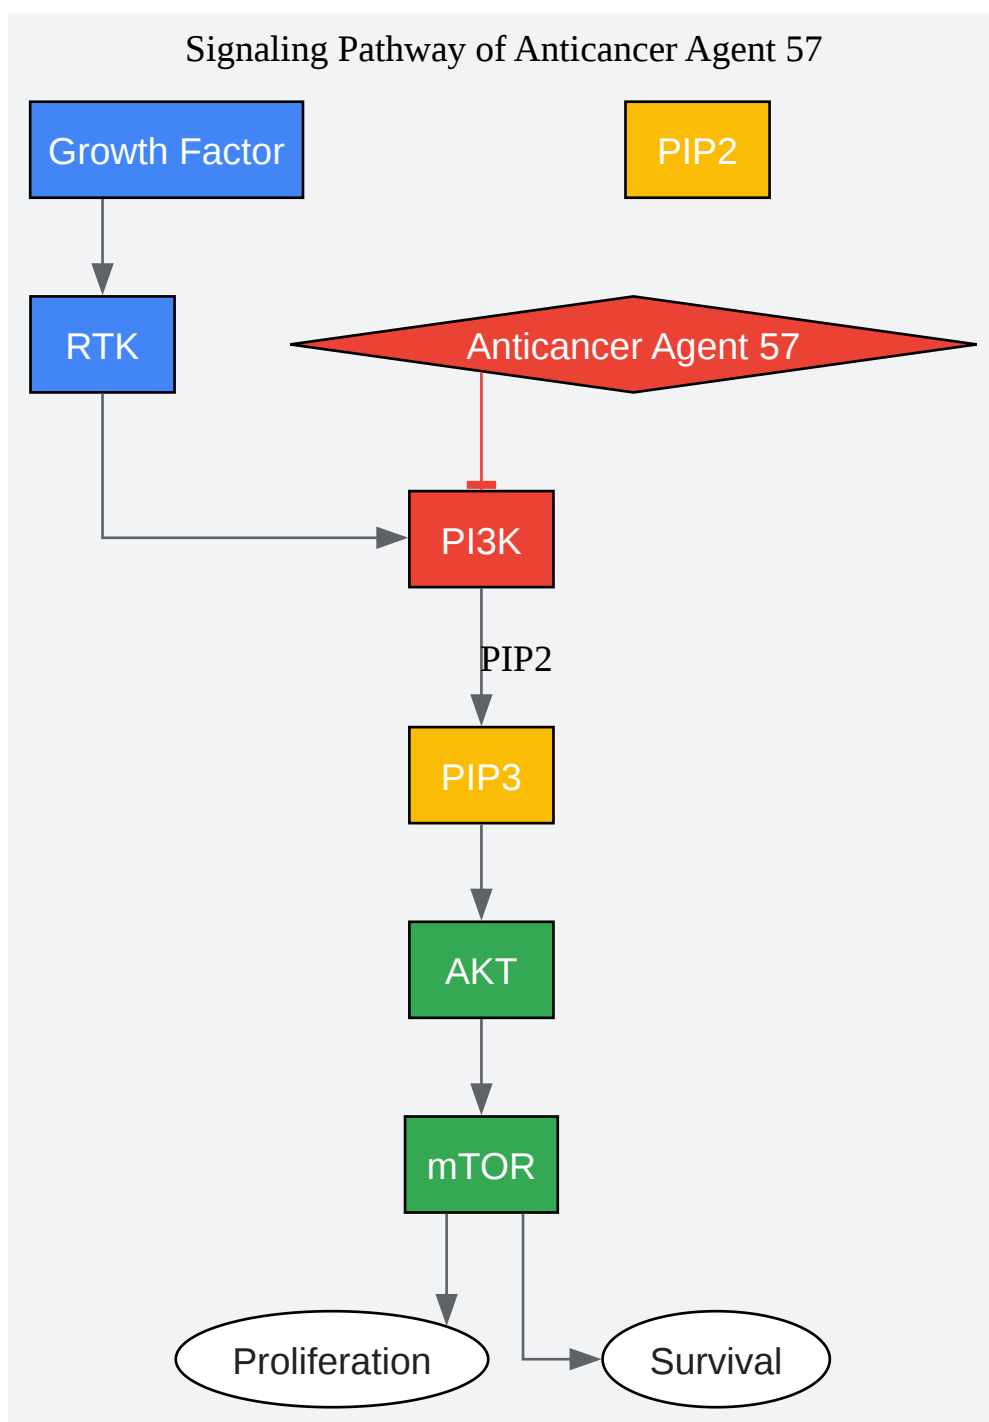 Signaling Pathway of Anticancer Agent 57
Growth Factor
PIP2
RTK
Anticancer Agent 57
PI3K
PIP2
PIP3
AKT
mTOR
Proliferation
Survival